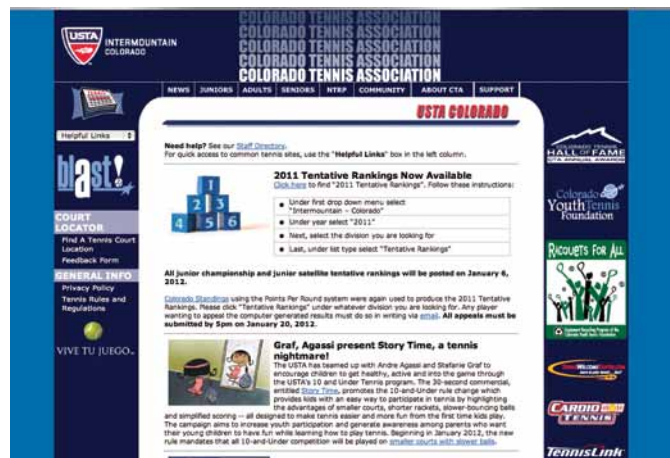 USTA
INTERMOUNTAIN
COLORADO
COLORADO TENNIS ASSOCIATION
COLORADO TENNIS ASSOCIATION
COLORADO TENNIS ASSOCIATION
COLORADO TENNIS ASSOCIATION
COLORADO TENNIS ASSOCIATION
NEWS JUNIORS ADULTS SENIORS NTRP COMMUNITY ABOUT CTA SUPPORT
USTA COLORADO
Helpful Links
blast!
COURT
LOCATOR
Find A Tennis Court
Location
Feedback Form
GENERAL INFO
Privacy Policy
Tennis Rules and
Regulations
VIVE TU JUEGO
Need help? See our Staff Directory.
For quick access to common tennis sites, use the "Helpful Links" box in the left column.
1
2 3
4 5 6
2011 Tentative Rankings Now Available
Click here to find "2011 Tentative Rankings". Follow these instructions:
Under first drop down menu select
"Intermountain – Colorado"
Under year select "2011"
Next, select the division you are looking for
Last, under list type select "Tentative Rankings"
All junior championship and junior satellite tentative rankings will be posted on January 6,
2012.
Colorado Standings using the Points Per Round system were again used to produce the 2011 Tentative
Rankings. Please click "Tentative Rankings" under whatever division you are looking for. Any player
wanting to appeal the computer generated results must do so in writing via email. All appeals must be
submitted by 5pm on January 20, 2012.
Graf, Agassi present Story Time, a tennis
nightmare!
The USTA has teamed up with Andre Agassi and Stefanie Graf to
encourage children to get healthy, active and into the game through
the USTA's 10 and Under Tennis program. The 30-second commercial,
entitled Story Time, promotes the 10-and-Under rule change which
provides kids with an easy way to participate in tennis by highlighting
the advantages of smaller courts, shorter rackets, slower-bouncing balls
and simplified scoring -- all designed to make tennis easier and more fun from the first time kids play.
The campaign aims to increase youth participation and generate awareness among parents who want
their young children to have fun while learning how to play tennis. Beginning in January 2012, the new
rule mandates that all 10-and-Under competition will be played on smaller courts with slower balls.
COLORADO TENNIS
HALL OF FAME
CTA ANNUAL AWARDS
Colorado
Youth Tennis
Foundation
RACQUETS FOR ALL
CARDIO
TENNIS
TENNISLINK